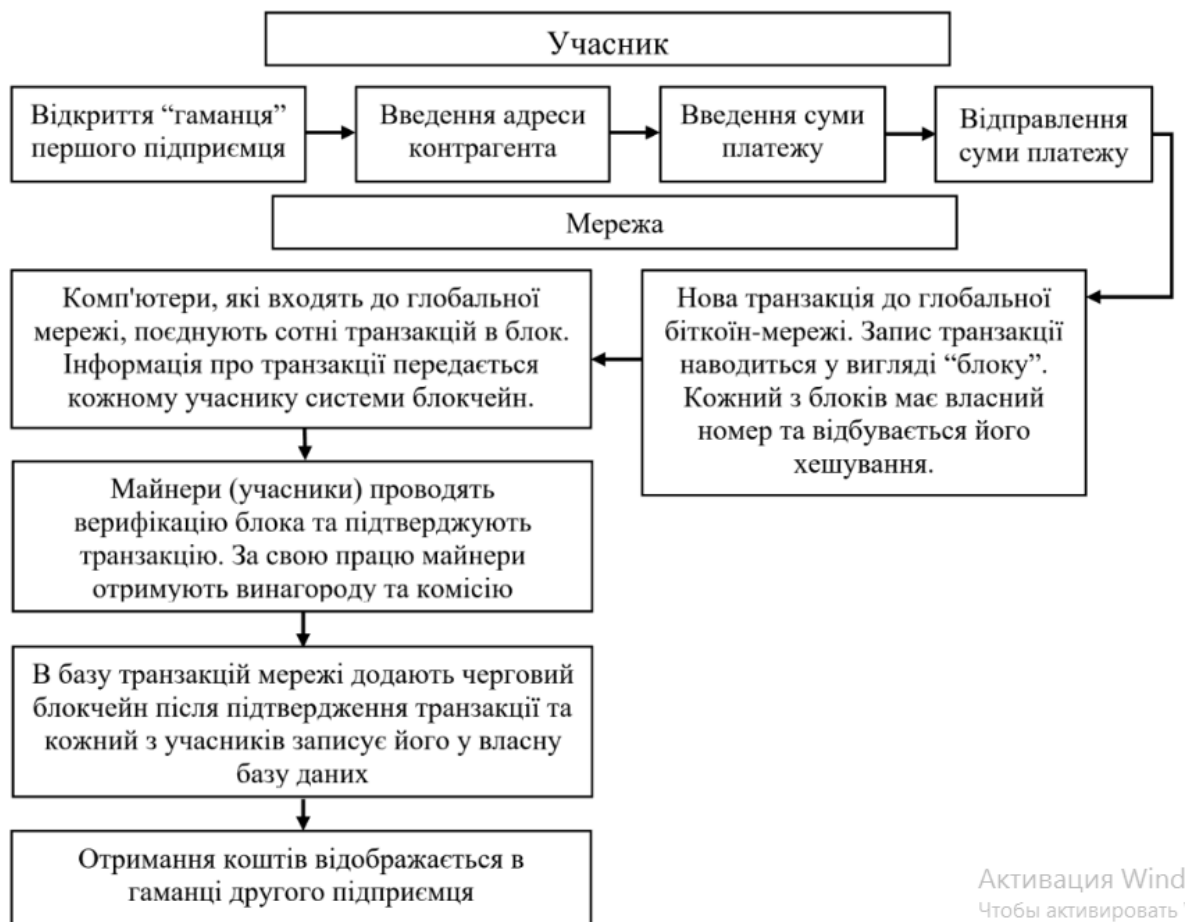 Учасник
Відкриття “гаманця”
першого підприємця
Введення адреси
контрагента
Введення суми
платежу
Відправлення
суми платежу
Мережа
Нова транзакція до глобальної
біткоїн-мережі. Запис транзакції
наводиться у вигляді “блоку”.
Кожний з блоків має власний
номер та відбувається його
хешування.
Комп'ютери, які входять до глобальної
мережі, поєднують сотні транзакцій в блок.
Інформація про транзакції передається
кожному учаснику системи блокчейн.
Майнери (учасники) проводять
верифікацію блока та підтверджують
транзакцію. За свою працю майнери
отримують винагороду та комісію
В базу транзакцій мережі додають черговий
блокчейн після підтвердження транзакції та
кожний з учасників записує його у власну
базу даних
Отримання коштів відображається в
гаманці другого підприємця
Активация Wind
Чтобы активировать